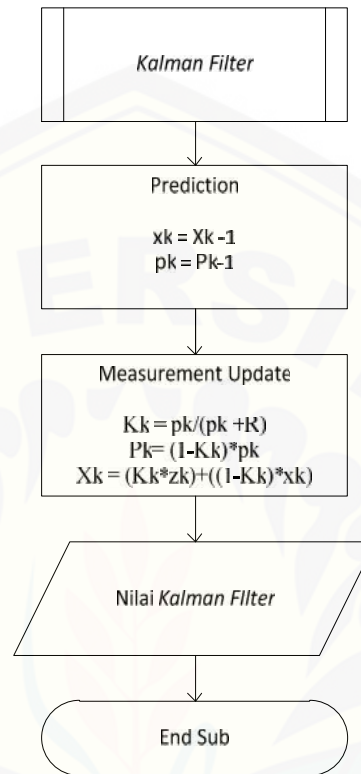 Kalman Filter
Prediction
xk = Xk -1
pk = Pk-1
Measurement Update
Kk = pk/(pk +R)
Pk= (1-Kk)*pk
Xk = (Kk*zk)+((1-Kk)*xk)
Nilai Kalman FIlter
End Sub